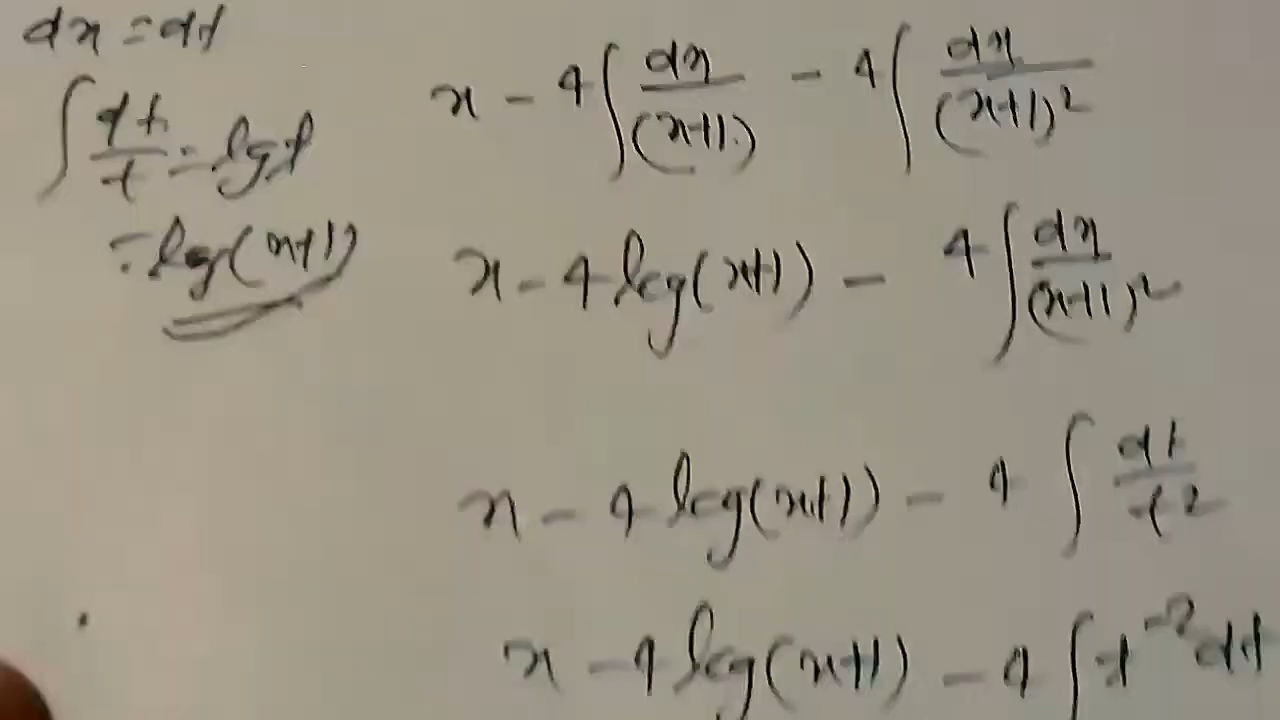 dx = dt
∫ dt/t = log t
= log(x+1)
x - 4 ∫ dx/(x+1) - 4 ∫ dx/(x+1)²
x - 4 log(x+1) - 4 ∫ dx/(x+1)²
x - 4 log(x+1) - 4 ∫ dt/t²
x - 4 log(x+1) - 4 ∫ t⁻² dt